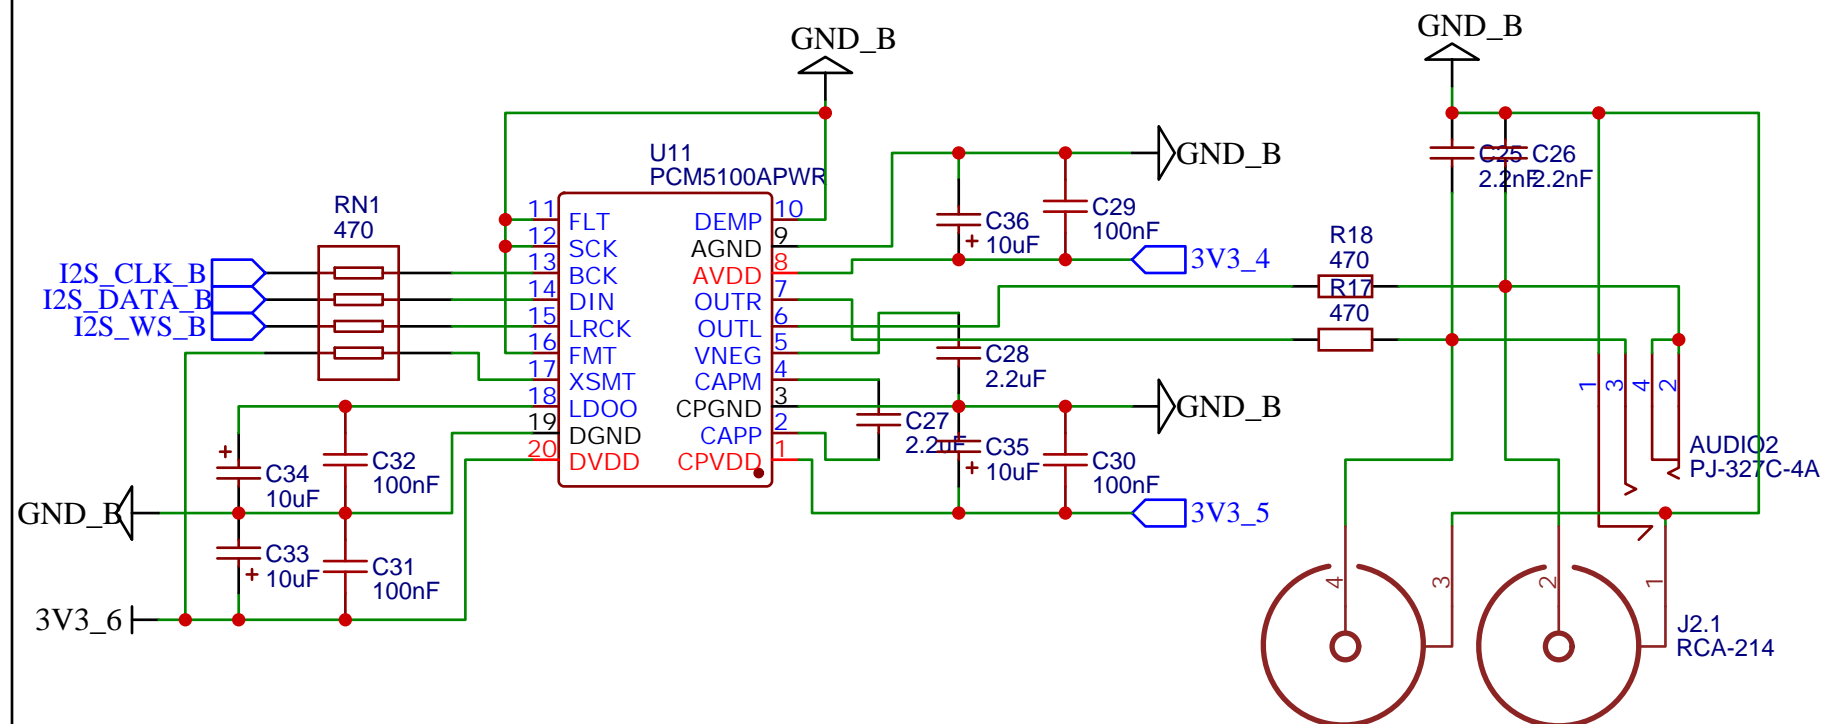 GND_B
GND_B
U11
PCM5100APWR
GND_B
RN1
470
I2S_CLK_B
I2S_DATA_B
I2S_WS_B
11 FLT
12 SCK
13 BCK
14 DIN
15 LRCK
16 FMT
17 XSMT
18 LDOO
19 DGND
20 DVDD
DEMP 10
AGND 9
AVDD 8
OUTR 7
OUTL 6
VNEG 5
CAPM 4
CPGND 3
CAPP 2
CPVDD 1
C36
+ 10uF
C29
100nF
3V3_4
C28
2.2uF
GND_B
C27
2.2uF
C35
+ 10uF
C30
100nF
3V3_5
C25
2.2nF
C26
2.2nF
R18
470
R17
470
1
3
4
2
AUDIO2
PJ-327C-4A
+
C34
10uF
C32
100nF
GND_B
C33
+ 10uF
C31
100nF
3V3_6
4
3
2
1
J2.1
RCA-214